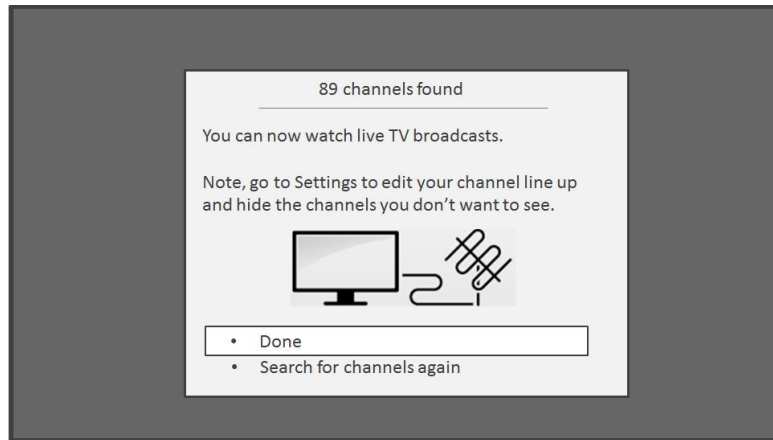 89 channels found
You can now watch live TV broadcasts.
Note, go to Settings to edit your channel line up
and hide the channels you don’t want to see.
• Done
• Search for channels again